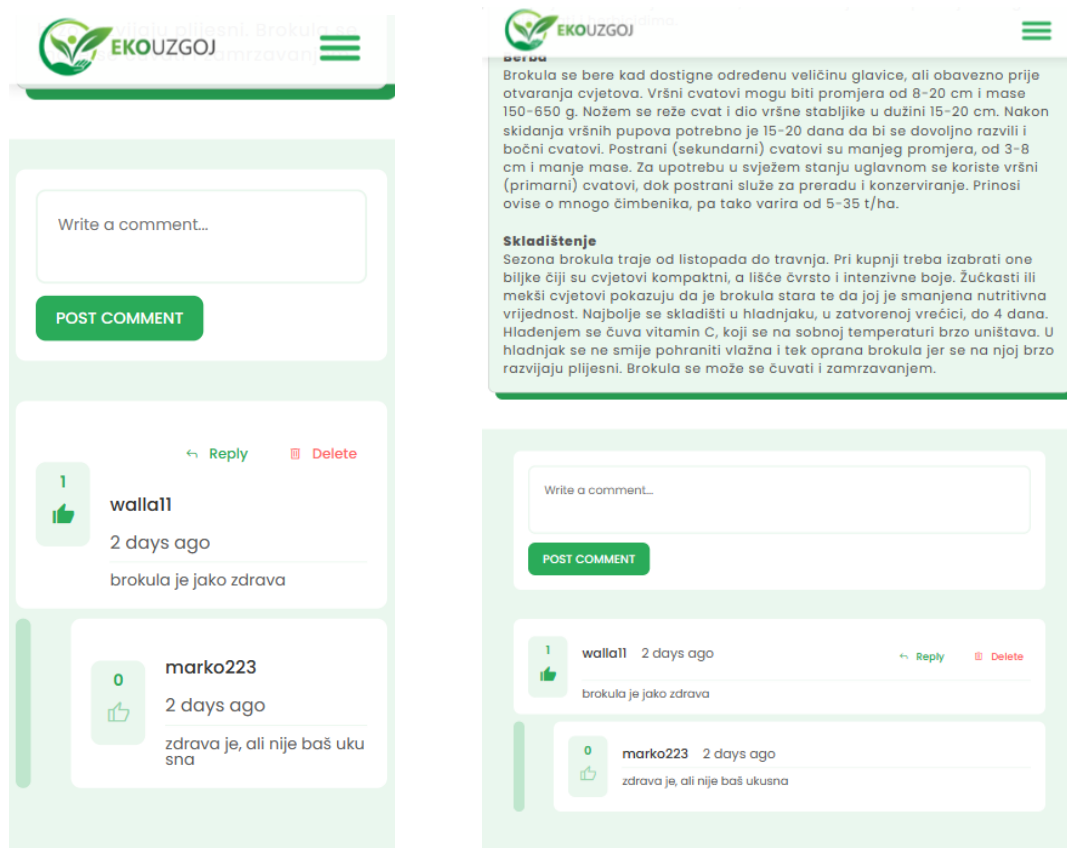 EKOUZGOJ
Write a comment...
POST COMMENT
Reply
Delete
1
walla11
2 days ago
brokula je jako zdrava
0
marko223
2 days ago
zdrava je, ali nije baš uku
sna
EKOUZGOJ
Berba
Brokula se bere kad dostigne određenu veličinu glavice, ali obavezno prije
otvaranja cvjetova. Vršni cvatovi mogu biti promjera od 8-20 cm i mase
150-650 g. Nožem se reže cvat i dio vršne stabljike u dužini 15-20 cm. Nakon
skidanja vršnih pupova potrebno je 15-20 dana da bi se dovoljno razvili i
bočni cvatovi. Postrani (sekundarni) cvatovi su manjeg promjera, od 3-8
cm i manje mase. Za upotrebu u svježem stanju uglavnom se koriste vršni
(primarni) cvatovi, dok postrani služe za preradu i konzerviranje. Prinosi
ovise o mnogo čimbenika, pa tako varira od 5-35 t/ha.
Skladištenje
Sezona brokula traje od listopada do travnja. Pri kupnji treba izabrati one
biljke čiji su cvjetovi kompaktni, a lišće čvrsto i intenzivne boje. Žućkasti ili
mekši cvjetovi pokazuju da je brokula stara te da joj je smanjena nutritivna
vrijednost. Najbolje se skladišti u hladnjaku, u zatvorenoj vrećici, do 4 dana.
Hlađenjem se čuva vitamin C, koji se na sobnoj temperaturi brzo uništava. U
hladnjak se ne smije pohraniti vlažna i tek oprana brokula jer se na njoj brzo
razvijaju plijesni. Brokula se može se čuvati i zamrzavanjem.
Write a comment...
POST COMMENT
1
walla11 2 days ago
Reply
Delete
brokula je jako zdrava
0
marko223 2 days ago
zdrava je, ali nije baš ukusna